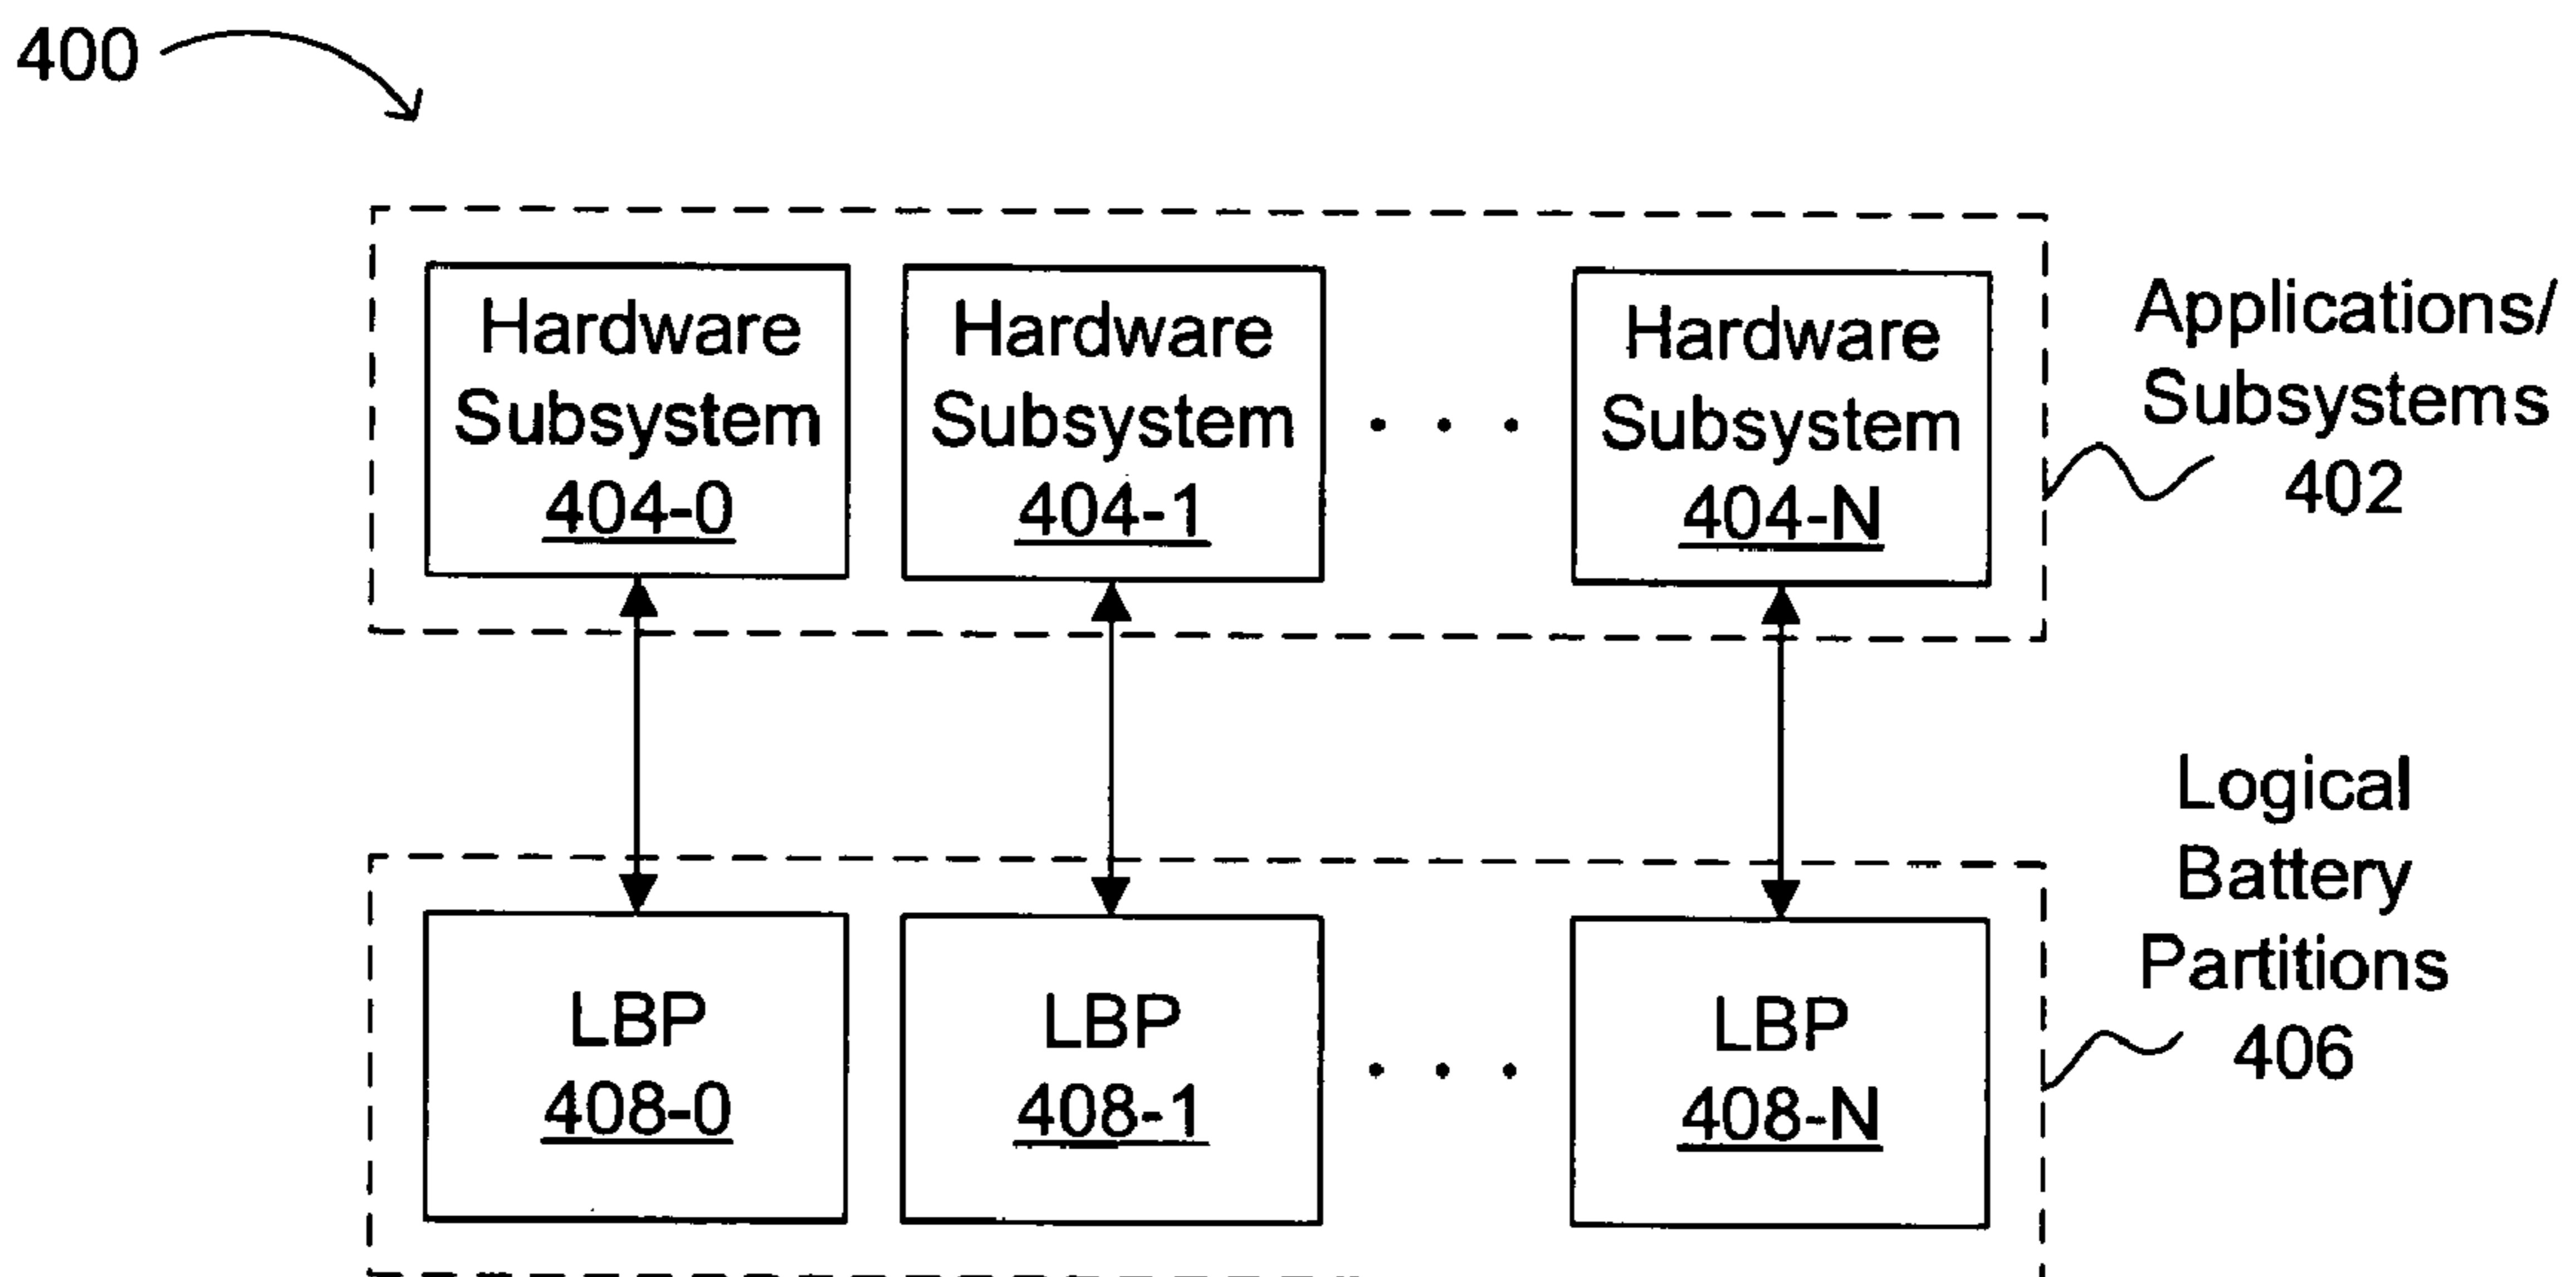 400
Hardware
Subsystem
404-0
Hardware
Subsystem
404-1
. . .
Hardware
Subsystem
404-N
Applications/
Subsystems
402
LBP
408-0
LBP
408-1
. . .
LBP
408-N
Logical
Battery
Partitions
406